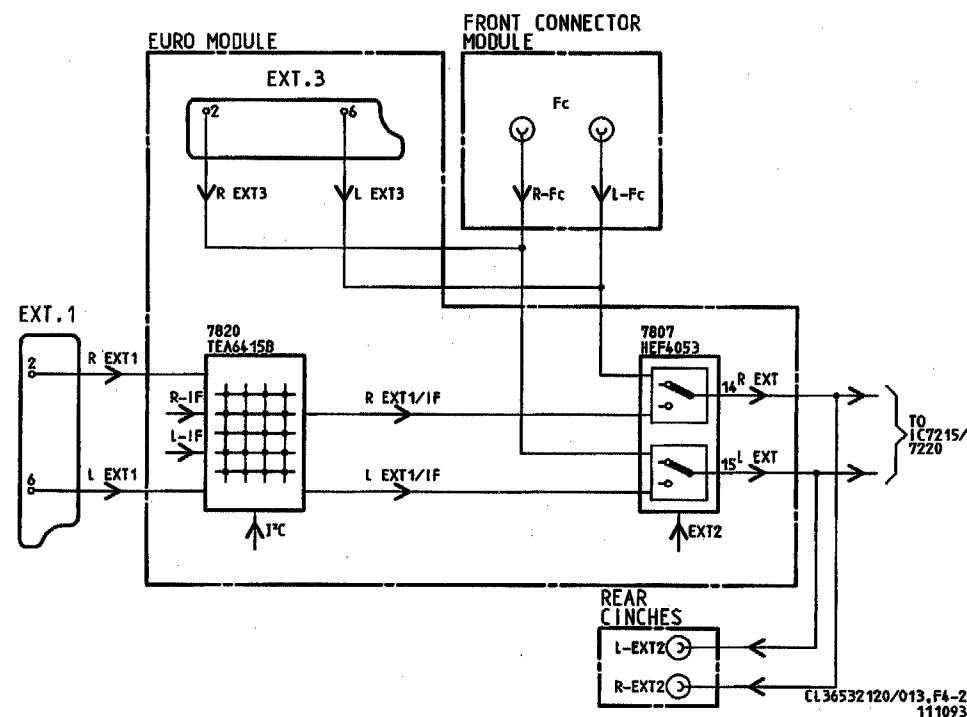 FRONT CONNECTOR
MODULE
EURO MODULE
EXT.3
2
6
Fc
R EXT3
L EXT3
R-Fc
L-Fc
EXT.1
2
R EXT1
6
L EXT1
7820
TEA6415B
R-IF
L-IF
I²C
R EXT1/IF
L EXT1/IF
7807
HEF4053
14
R EXT
15
L EXT
EXT2
TO
IC7215/
7220
REAR
CINCHES
L-EXT2
R-EXT2
CL36532120/013,F4-2
111093